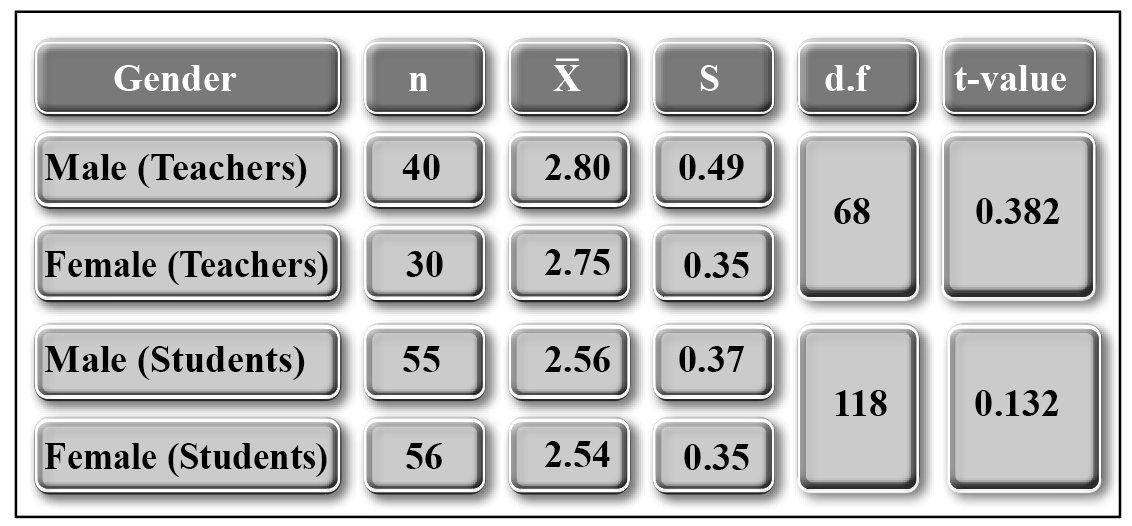 Gender n X̅ S d.f t-value
Male (Teachers) 40 2.80 0.49
68 0.382
Female (Teachers) 30 2.75 0.35
Male (Students) 55 2.56 0.37
118 0.132
Female (Students) 56 2.54 0.35